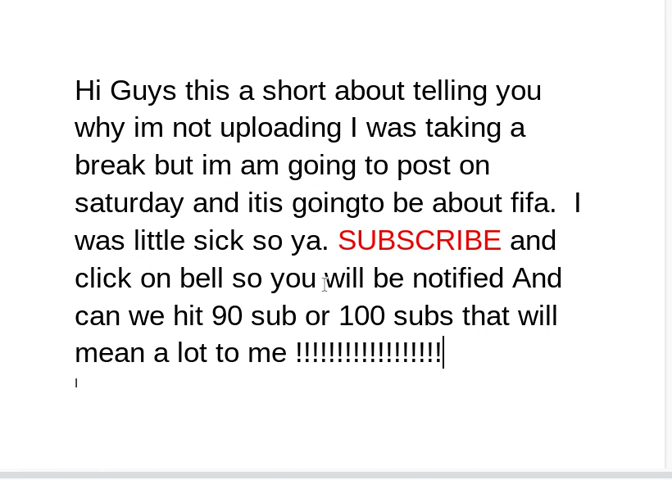 Hi Guys this a short about telling you
why im not uploading I was taking a
break but im am going to post on
saturday and itis goingto be about fifa.  I
was little sick so ya. SUBSCRIBE and
click on bell so you will be notified And
can we hit 90 sub or 100 subs that will
mean a lot to me !!!!!!!!!!!!!!!!!!